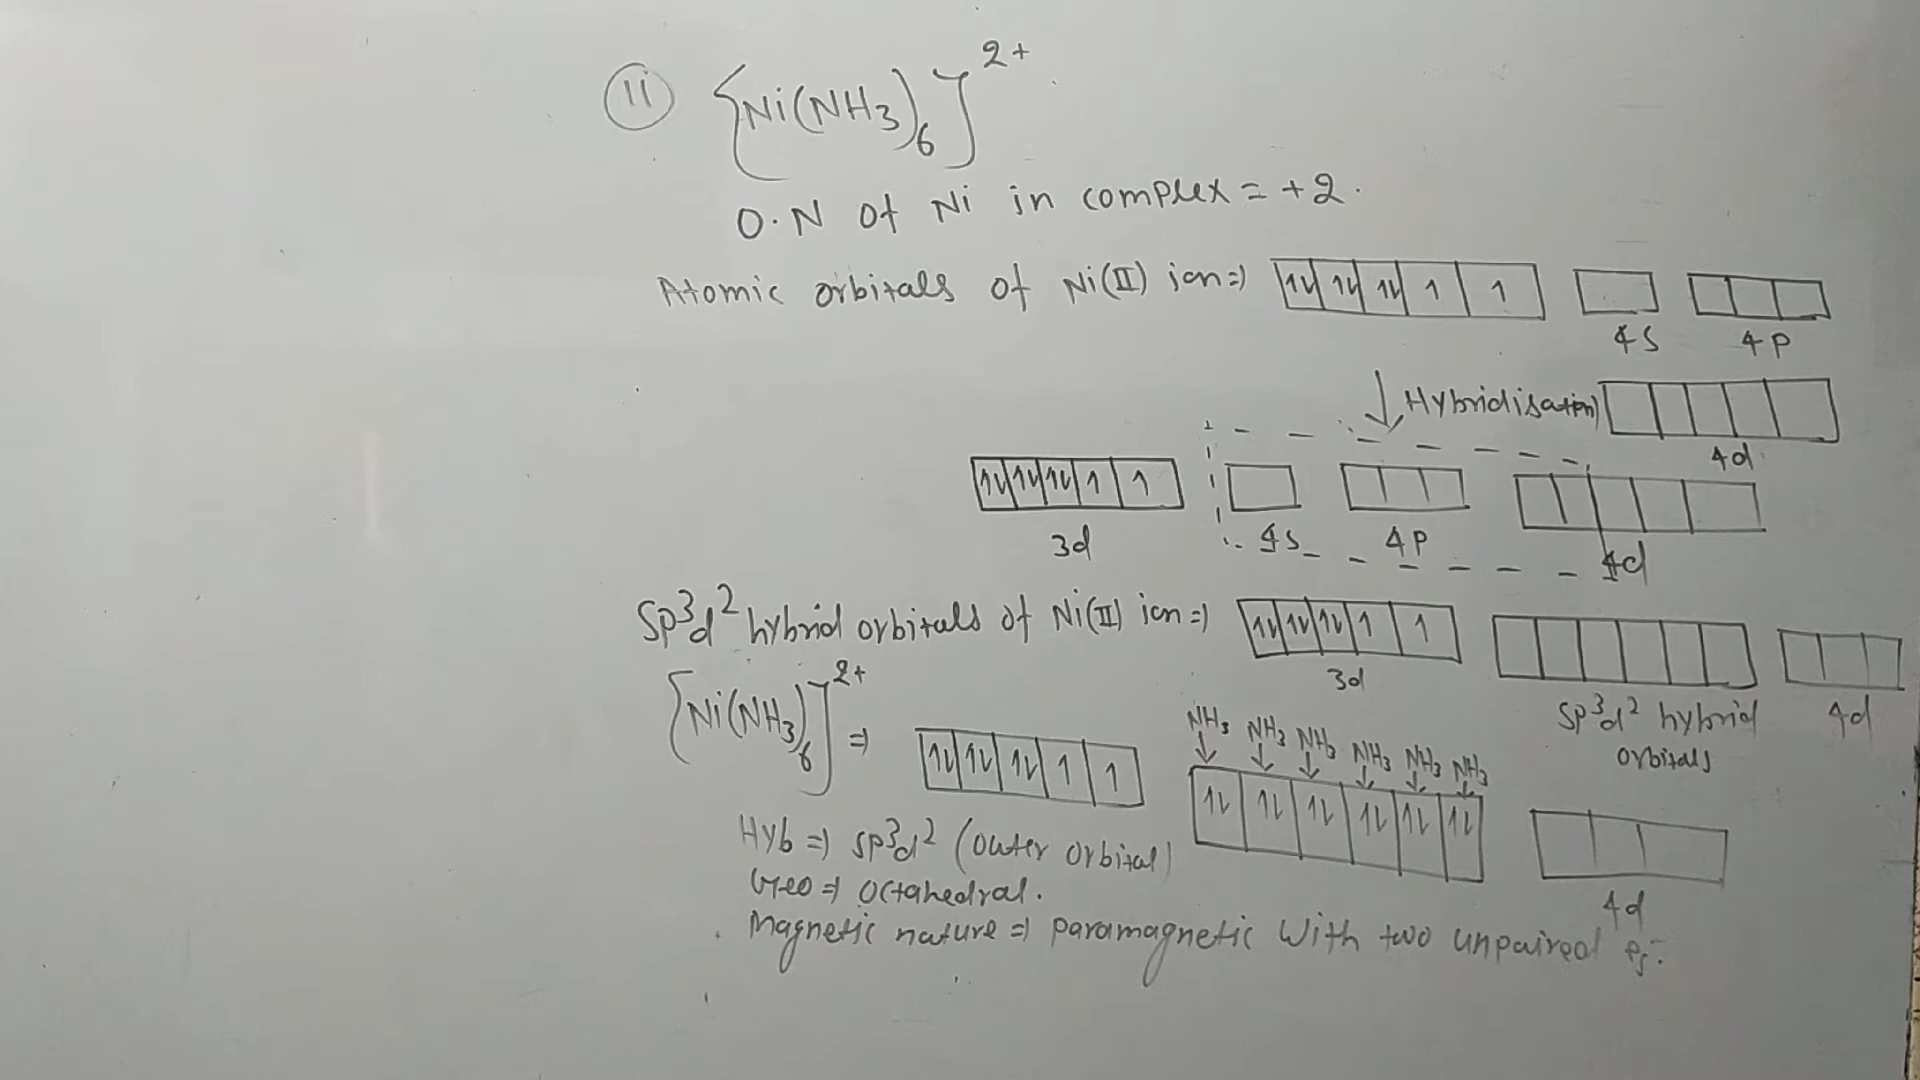 11 [Ni(NH3)6]2+
O.N of Ni in complex = +2.
Atomic orbitals of Ni(II) ion ⇒ 1⇂ 1⇂ 1⇂ 1 1
4s 4p
↓ Hybridisation
4d
1⇂ 1⇂ 1⇂ 1 1
3d 4s 4p 4d
sp3d2 hybrid orbitals of Ni(II) ion ⇒ 1⇂ 1⇂ 1⇂ 1 1
3d sp3d2 hybrid orbitals 4d
NH3 NH3 NH3 NH3 NH3 NH3
↓ ↓ ↓ ↓ ↓ ↓
[Ni(NH3)6]2+ ⇒ 1⇂ 1⇂ 1⇂ 1 1 1⇂ 1⇂ 1⇂ 1⇂ 1⇂ 1⇂
4d
Hyb ⇒ sp3d2 (outer orbital)
Geo ⇒ octahedral.
Magnetic nature ⇒ paramagnetic with two unpaired es-.